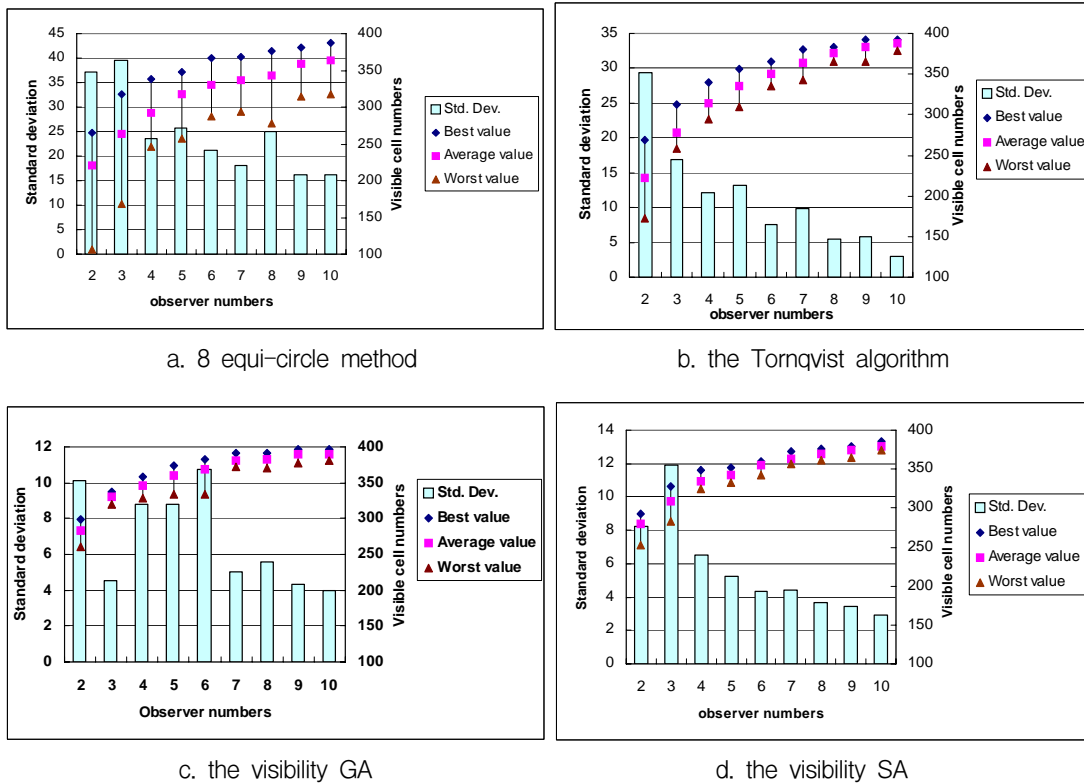 45
40
35
30
25
20
15
10
5
0
Standard deviation
400
350
300
250
200
150
100
Visible cell numbers
2 3 4 5 6 7 8 9 10
observer numbers
Std. Dev.
Best value
Average value
Worst value
a. 8 equi-circle method
35
30
25
20
15
10
5
0
Standard deviation
400
350
300
250
200
150
100
Visible cell numbers
2 3 4 5 6 7 8 9 10
observer numbers
Std. Dev.
Best value
Average value
Worst value
b. the Tornqvist algorithm
12
10
8
6
4
2
0
Standard deviation
400
350
300
250
200
150
100
Visible cell numbers
2 3 4 5 6 7 8 9 10
Observer numbers
Std. Dev.
Best value
Average value
Worst value
c. the visibility GA
14
12
10
8
6
4
2
0
Standard deviation
400
350
300
250
200
150
100
Visible cell numbers
2 3 4 5 6 7 8 9 10
observer numbers
Std. Dev.
Best value
Average value
Worst value
d. the visibility SA